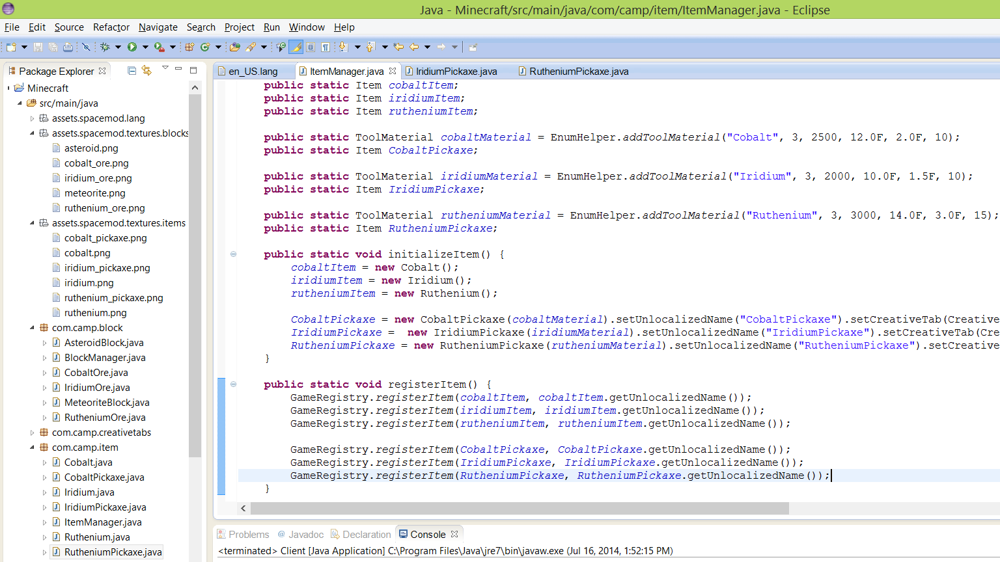 Java - Minecraft/src/main/java/com/camp/item/ItemManager.java - Eclipse
File Edit Source Refactor Navigate Search Project Run Window Help
Package Explorer
Minecraft
src/main/java
assets.spacemod.lang
assets.spacemod.textures.blocks
asteroid.png
cobalt_ore.png
iridium_ore.png
meteorite.png
ruthenium_ore.png
assets.spacemod.textures.items
cobalt_pickaxe.png
cobalt.png
iridium_pickaxe.png
iridium.png
ruthenium_pickaxe.png
ruthenium.png
com.camp.block
AsteroidBlock.java
BlockManager.java
CobaltOre.java
IridiumOre.java
MeteoriteBlock.java
RutheniumOre.java
com.camp.creativetabs
com.camp.item
Cobalt.java
CobaltPickaxe.java
Iridium.java
IridiumPickaxe.java
ItemManager.java
Ruthenium.java
RutheniumPickaxe.java
en_US.lang ItemManager.java IridiumPickaxe.java RutheniumPickaxe.java
public static Item cobaltItem;
public static Item iridiumItem;
public static Item rutheniumItem;
public static ToolMaterial cobaltMaterial = EnumHelper.addToolMaterial("Cobalt", 3, 2500, 12.0F, 2.0F, 10);
public static Item CobaltPickaxe;
public static ToolMaterial iridiumMaterial = EnumHelper.addToolMaterial("Iridium", 3, 2000, 10.0F, 1.5F, 10);
public static Item IridiumPickaxe;
public static ToolMaterial rutheniumMaterial = EnumHelper.addToolMaterial("Ruthenium", 3, 3000, 14.0F, 3.0F, 15);
public static Item RutheniumPickaxe;
public static void initializeItem() {
cobaltItem = new Cobalt();
iridiumItem = new Iridium();
rutheniumItem = new Ruthenium();
CobaltPickaxe = new CobaltPickaxe(cobaltMaterial).setUnlocalizedName("CobaltPickaxe").setCreativeTab(Creative
IridiumPickaxe =  new IridiumPickaxe(iridiumMaterial).setUnlocalizedName("IridiumPickaxe").setCreativeTab(Cre
RutheniumPickaxe = new RutheniumPickaxe(rutheniumMaterial).setUnlocalizedName("RutheniumPickaxe").setCreative
}
public static void registerItem() {
GameRegistry.registerItem(cobaltItem, cobaltItem.getUnlocalizedName());
GameRegistry.registerItem(iridiumItem, iridiumItem.getUnlocalizedName());
GameRegistry.registerItem(rutheniumItem, rutheniumItem.getUnlocalizedName());
GameRegistry.registerItem(CobaltPickaxe, CobaltPickaxe.getUnlocalizedName());
GameRegistry.registerItem(IridiumPickaxe, IridiumPickaxe.getUnlocalizedName());
GameRegistry.registerItem(RutheniumPickaxe, RutheniumPickaxe.getUnlocalizedName());
}
Problems @ Javadoc Declaration Console
<terminated> Client [Java Application] C:\Program Files\Java\jre7\bin\javaw.exe (Jul 16, 2014, 1:52:15 PM)